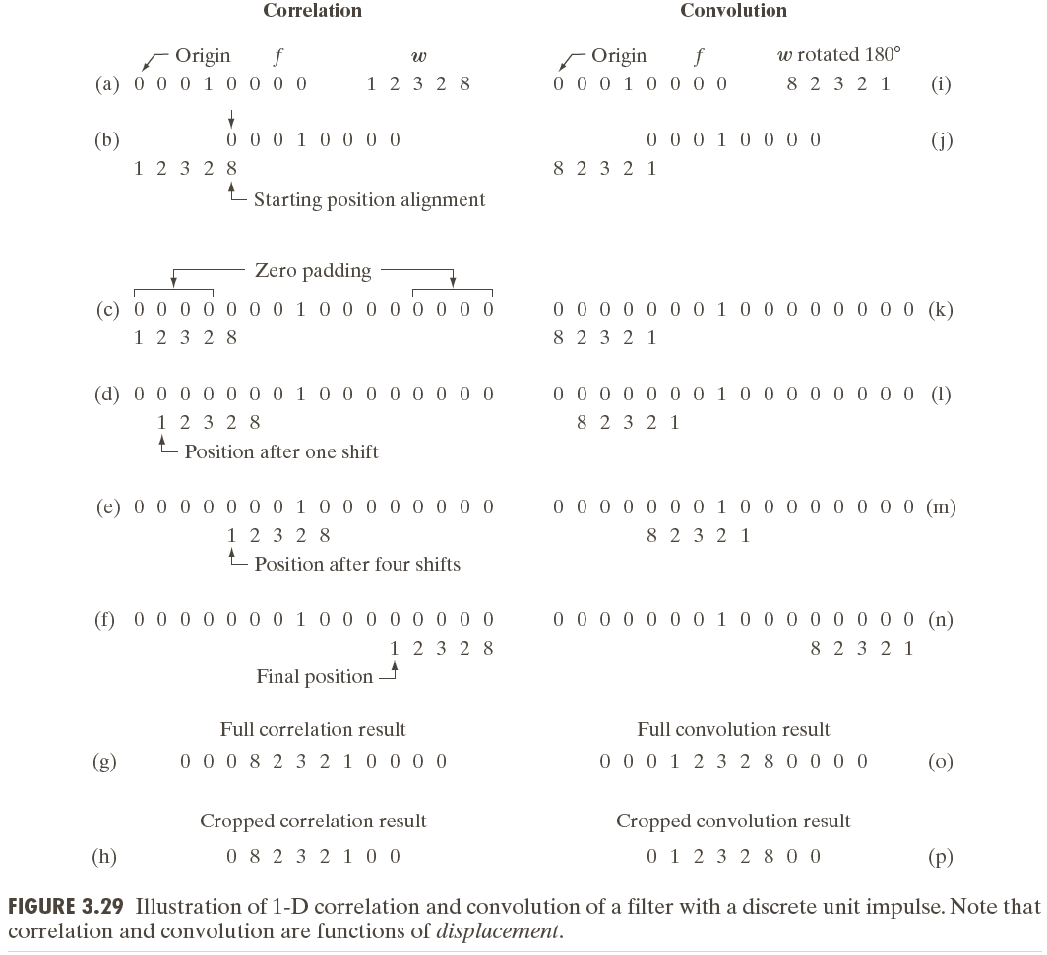 Correlation Convolution
Origin f w Origin f w rotated 180°
(a) 0 0 0 1 0 0 0 0 1 2 3 2 8 0 0 0 1 0 0 0 0 8 2 3 2 1 (i)
(b) 0 0 0 1 0 0 0 0 0 0 0 1 0 0 0 0 (j)
1 2 3 2 8 8 2 3 2 1
Starting position alignment
Zero padding
(c) 0 0 0 0 0 0 0 1 0 0 0 0 0 0 0 0 0 0 0 0 0 0 0 1 0 0 0 0 0 0 0 0 (k)
1 2 3 2 8 8 2 3 2 1
(d) 0 0 0 0 0 0 0 1 0 0 0 0 0 0 0 0 0 0 0 0 0 0 0 1 0 0 0 0 0 0 0 0 (l)
1 2 3 2 8 8 2 3 2 1
Position after one shift
(e) 0 0 0 0 0 0 0 1 0 0 0 0 0 0 0 0 0 0 0 0 0 0 0 1 0 0 0 0 0 0 0 0 (m)
1 2 3 2 8 8 2 3 2 1
Position after four shifts
(f) 0 0 0 0 0 0 0 1 0 0 0 0 0 0 0 0 0 0 0 0 0 0 0 1 0 0 0 0 0 0 0 0 (n)
1 2 3 2 8 8 2 3 2 1
Final position
Full correlation result Full convolution result
(g) 0 0 0 8 2 3 2 1 0 0 0 0 0 0 0 1 2 3 2 8 0 0 0 0 (o)
Cropped correlation result Cropped convolution result
(h) 0 8 2 3 2 1 0 0 0 1 2 3 2 8 0 0 (p)
FIGURE 3.29 Illustration of 1-D correlation and convolution of a filter with a discrete unit impulse. Note that
correlation and convolution are functions of displacement.